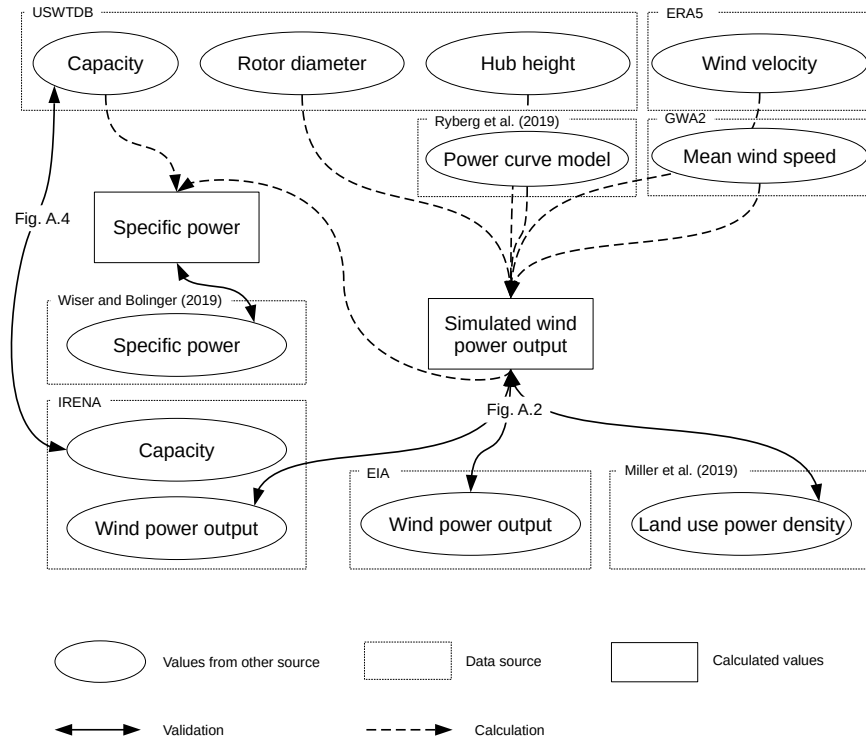 USWTDB
ERA5
Capacity
Rotor diameter
Hub height
Wind velocity
Ryberg et al. (2019)
GWA2
Power curve model
Mean wind speed
Fig. A.4
Specific power
Wiser and Bolinger (2019)
Specific power
Simulated wind
power output
IRENA
Fig. A.2
Capacity
EIA
Miller et al. (2019)
Wind power output
Wind power output
Land use power density
Values from other source
Data source
Calculated values
Validation
Calculation